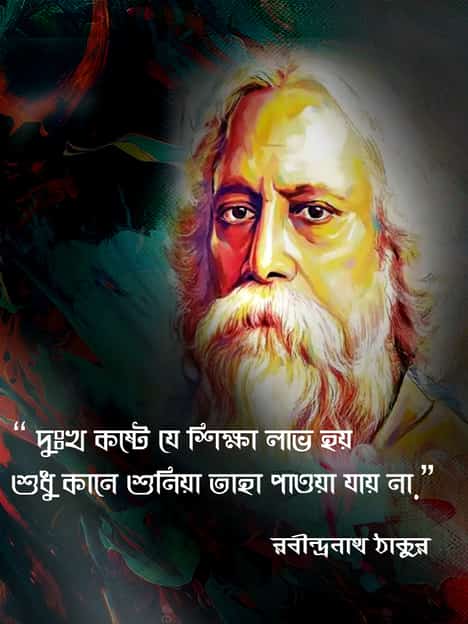 “ দুঃখ কষ্টে যে শিক্ষা লাভ হয়
শুধু কানে শুনিয়া তাহা পাওয়া যায় না.”
রবীন্দ্রনাথ ঠাকুর